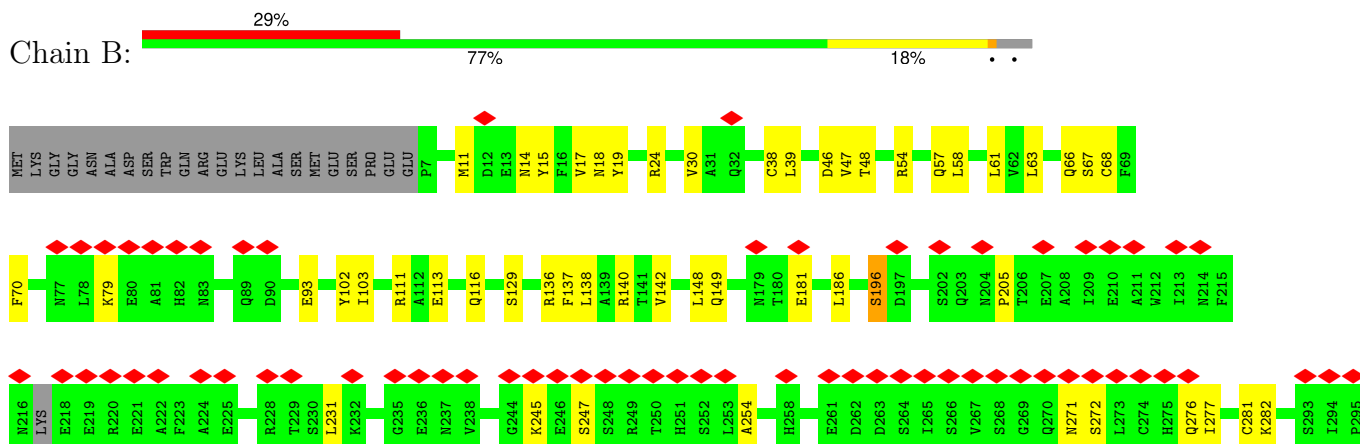 29%
Chain B:
77% 18% • •
MET LYS GLY GLY ASN ALA ASP SER TRP GLN ARG GLU LYS LEU ALA SER MET GLU SER PRO GLU GLU P7 M11 D12 E13 N14 Y15 F16 V17 N18 Y19 R24 V30 A31 Q32 C38 L39 D46 V47 T48 R54 Q57 L58 L61 V62 L63 Q66 S67 C68 F69
F70 N77 L78 K79 E80 A81 H82 N83 Q89 D90 E93 Y102 I103 R111 A112 E113 Q116 S129 R136 F137 L138 A139 R140 T141 V142 L148 Q149 N179 T180 E181 L186 S196 D197 S202 Q203 N204 P205 T206 E207 A208 I209 E210 A211 W212 I213 N214 F215
N216 LYS E218 E219 R220 E221 A222 F223 A224 E225 R228 T229 S230 L231 K232 G235 E236 N237 V238 G244 K245 E246 S247 S248 R249 T250 H251 S252 L253 A254 H258 E261 D262 D263 S264 I265 S266 V267 S268 G269 Q270 N271 S272 L273 C274 H275 Q276 I277 C281 K282 S293 I294 P295